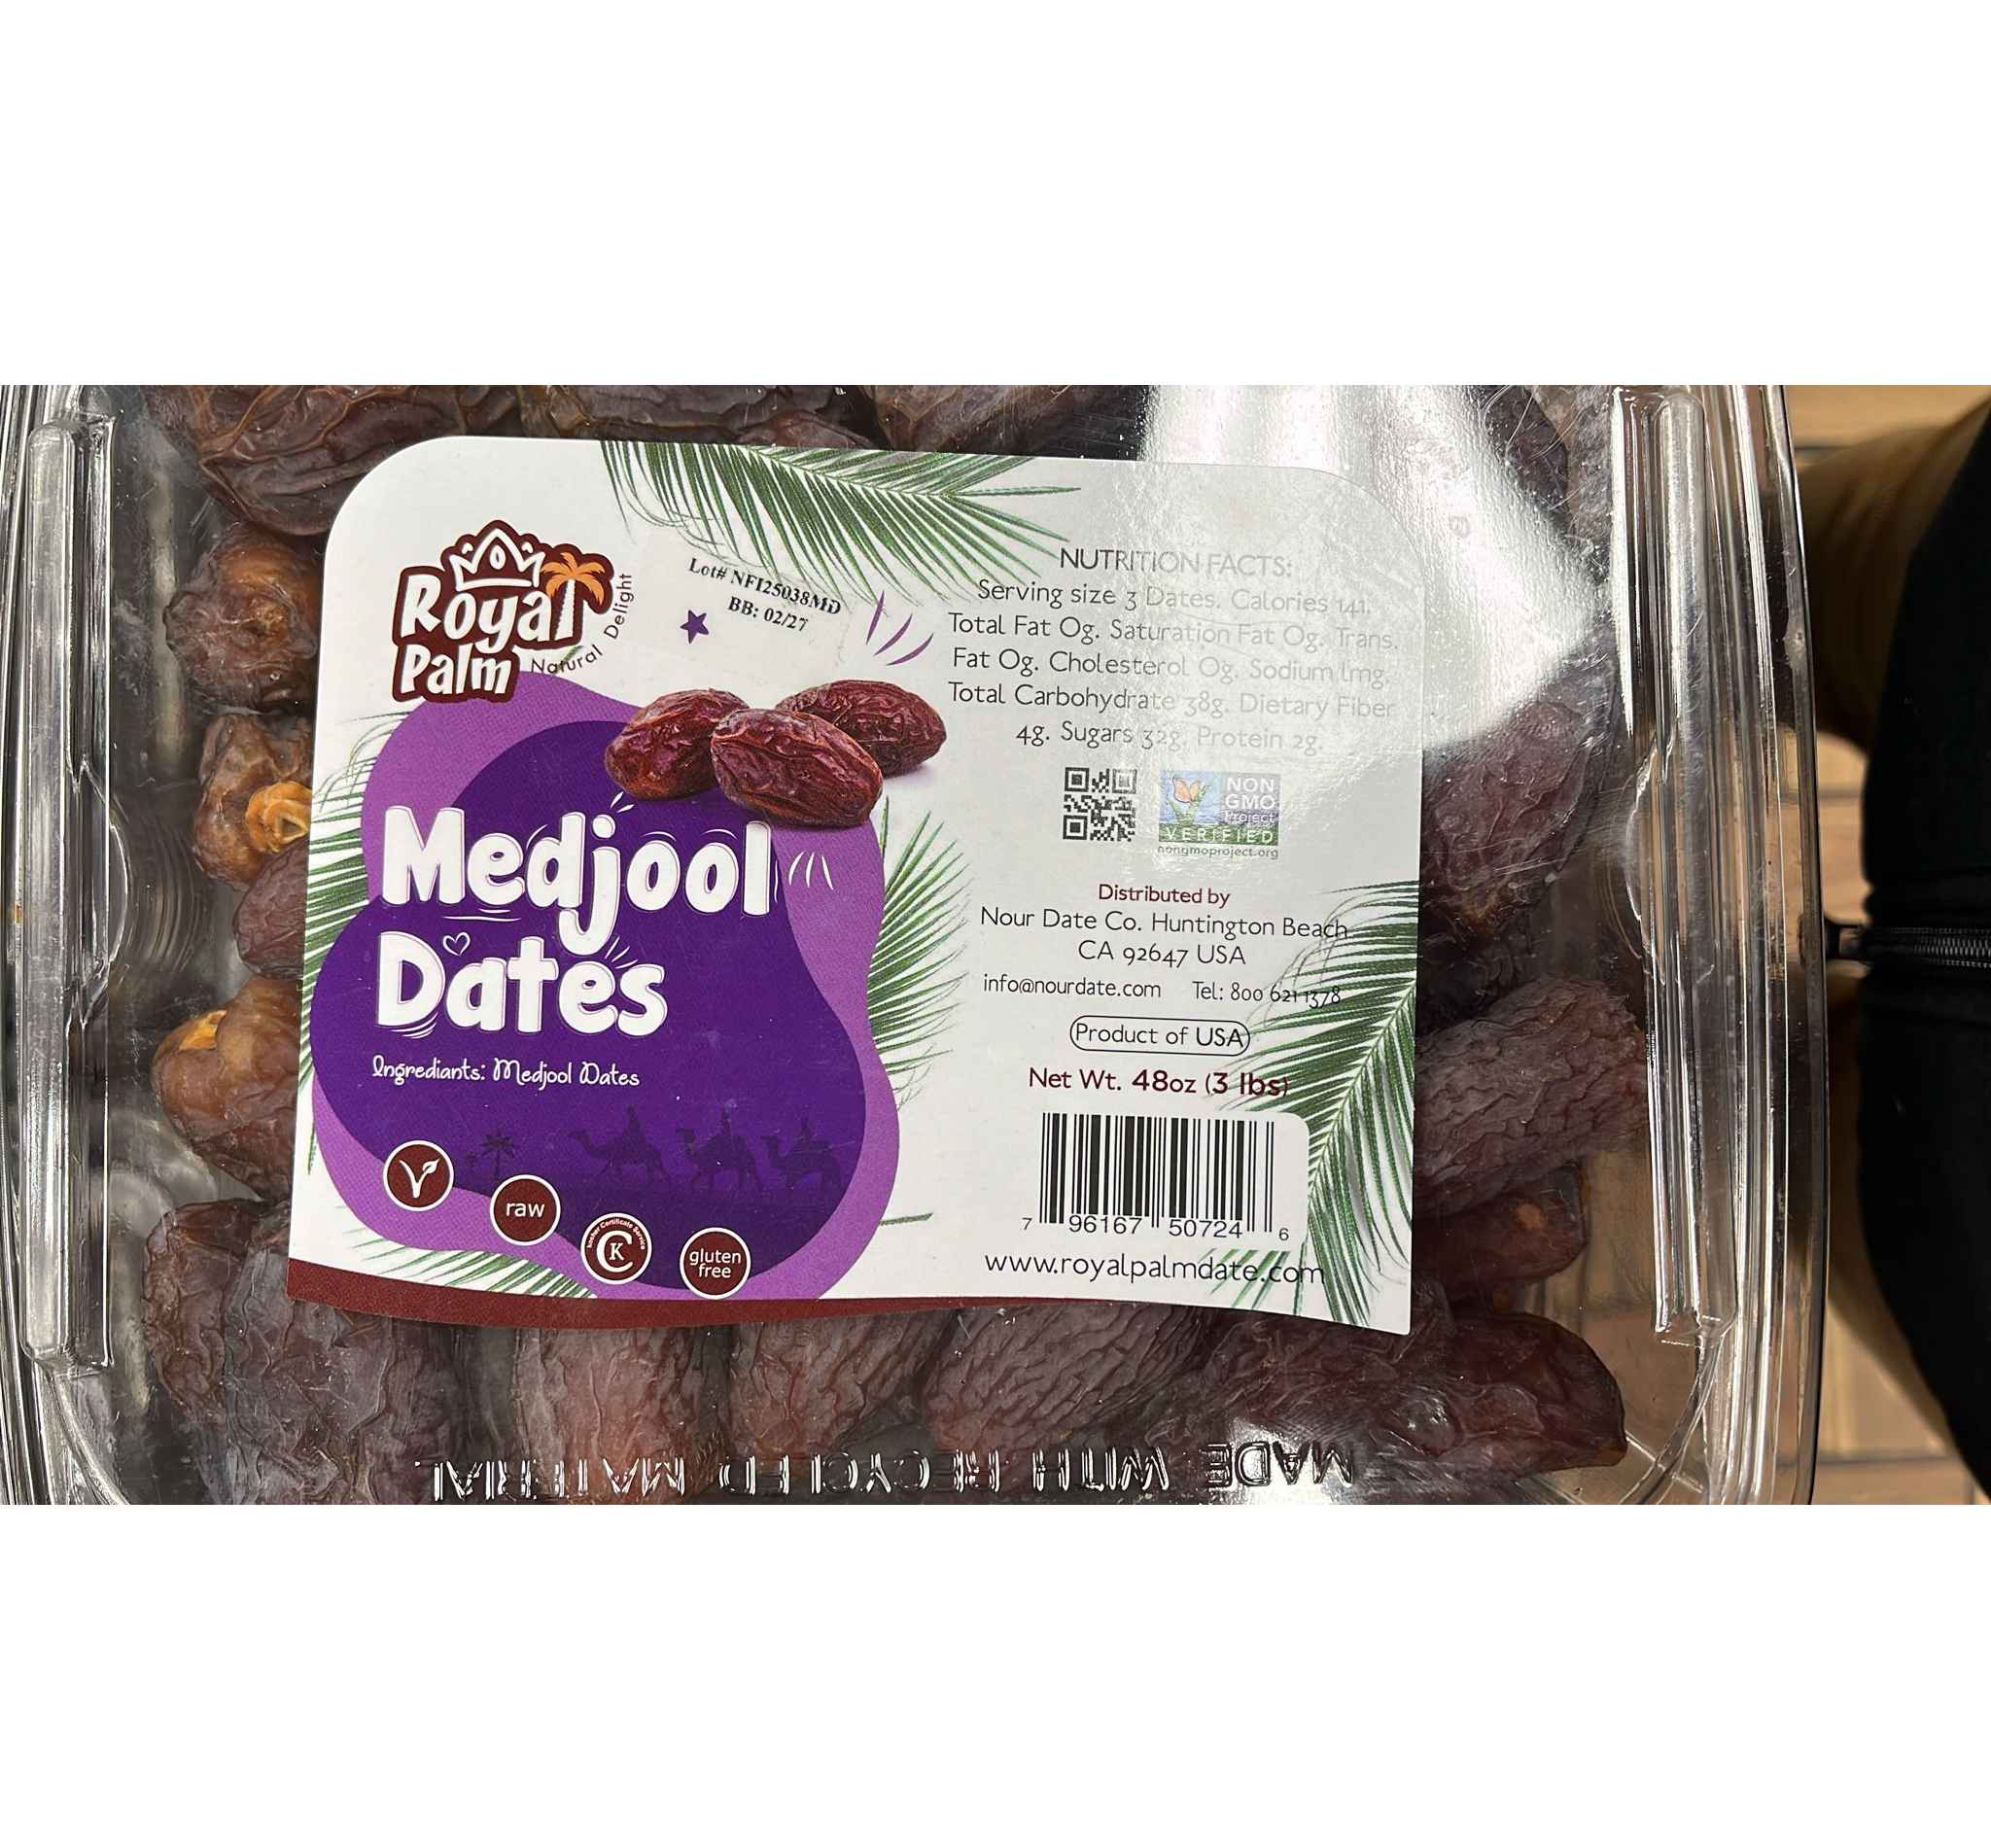 Royal
Palm
Natural Delight
Lot# NFI25038MD
BB: 02/27
Medjool
Dates
Ingrediants: Medjool Dates
raw
Kosher Certificate Service
CK
gluten
free
NUTRITION FACTS:
Serving size 3 Dates. Calories 141.
Total Fat 0g. Saturation Fat 0g. Trans.
Fat 0g. Cholesterol 0g. Sodium 1mg.
Total Carbohydrate 38g. Dietary Fiber
4g. Sugars 32g. Protein 2g.
NON
GMO
Project
VERIFIED
nongmoproject.org
Distributed by
Nour Date Co. Huntington Beach
CA 92647 USA
info@nourdate.com Tel: 800 621 1378
Product of USA
Net Wt. 48oz (3 lbs)
7 96167 50724 6
www.royalpalmdate.com
MADE WITH RECYCLED MATERIAL